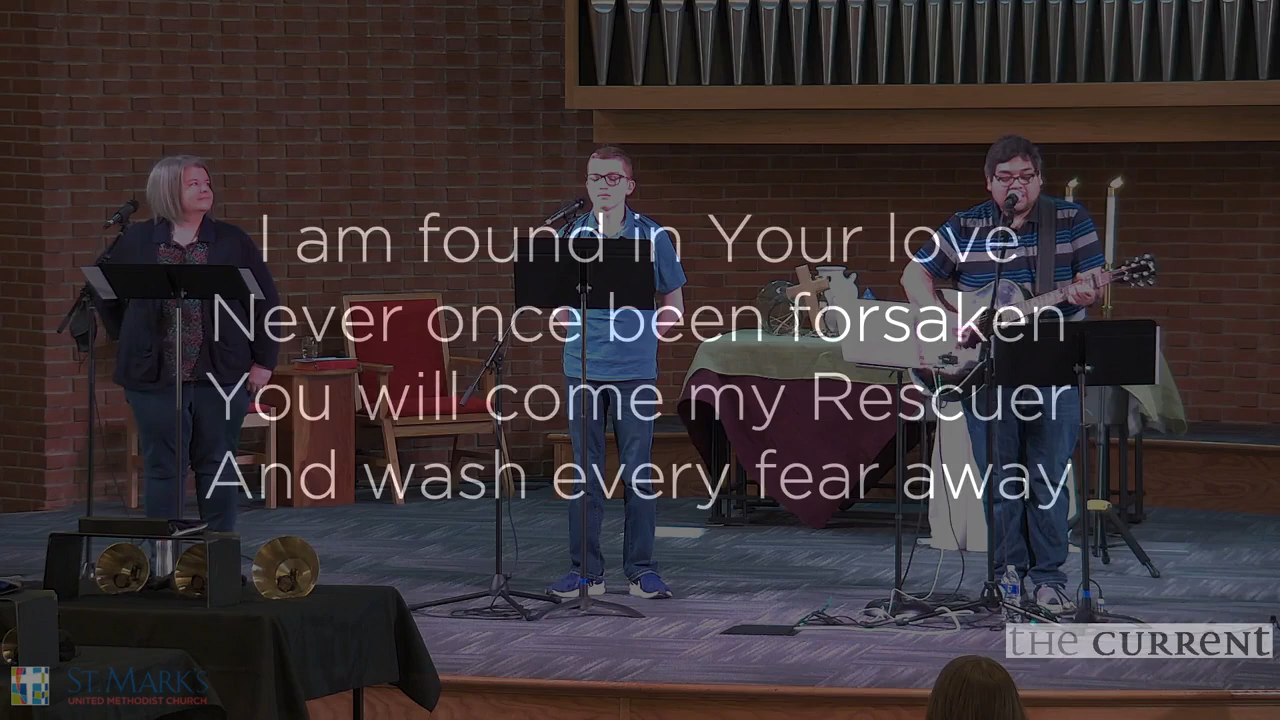 I am found in Your love
Never once been forsaken
You will come my Rescuer
And wash every fear away
the current
ST. MARK'S
UNITED METHODIST CHURCH